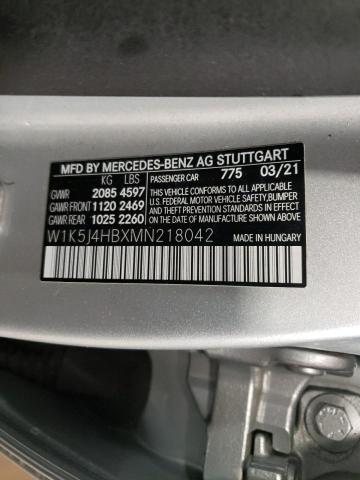 MFD BY MERCEDES-BENZ AG STUTTGART
KG LBS PASSENGER CAR 775 03/21
GVWR 2085 4597 THIS VEHICLE CONFORMS TO ALL APPLICABLE
GAWR FRONT 1120 2469 U.S. FEDERAL MOTOR VEHICLE SAFETY,BUMPER
GAWR REAR 1025 2260 AND THEFT PREVENTION STANDARDS IN EFFECT
ON THE DATE OF MANUFACTURE SHOWN ABOVE.
W1K5J4HBXMN218042 MADE IN HUNGARY